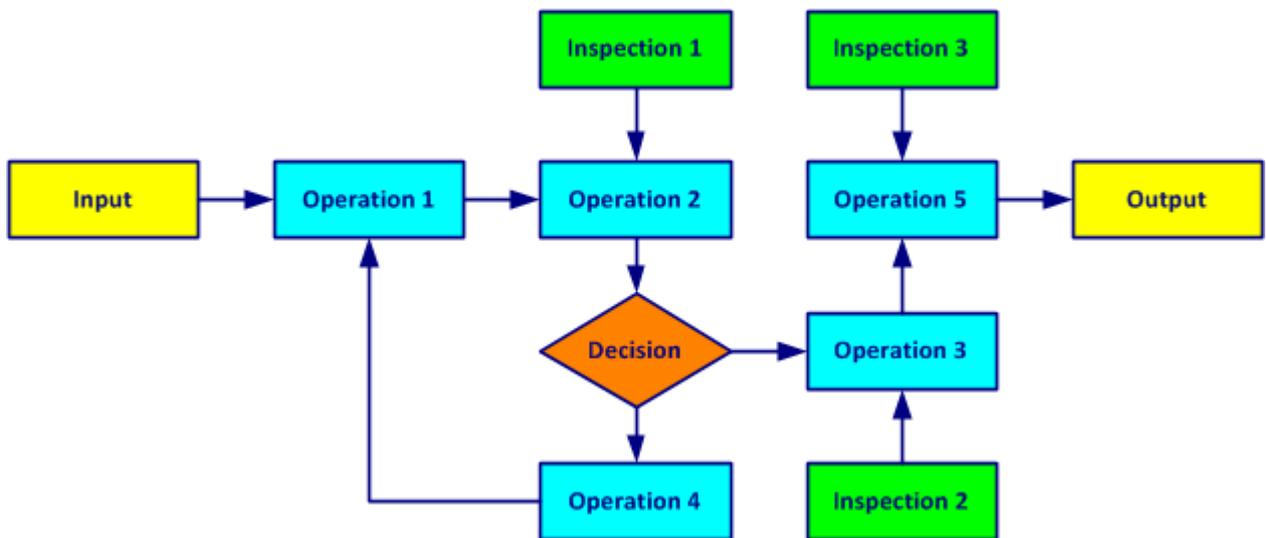 Inspection 1
Inspection 3
Input
Operation 1
Operation 2
Operation 5
Output
Decision
Operation 3
Operation 4
Inspection 2